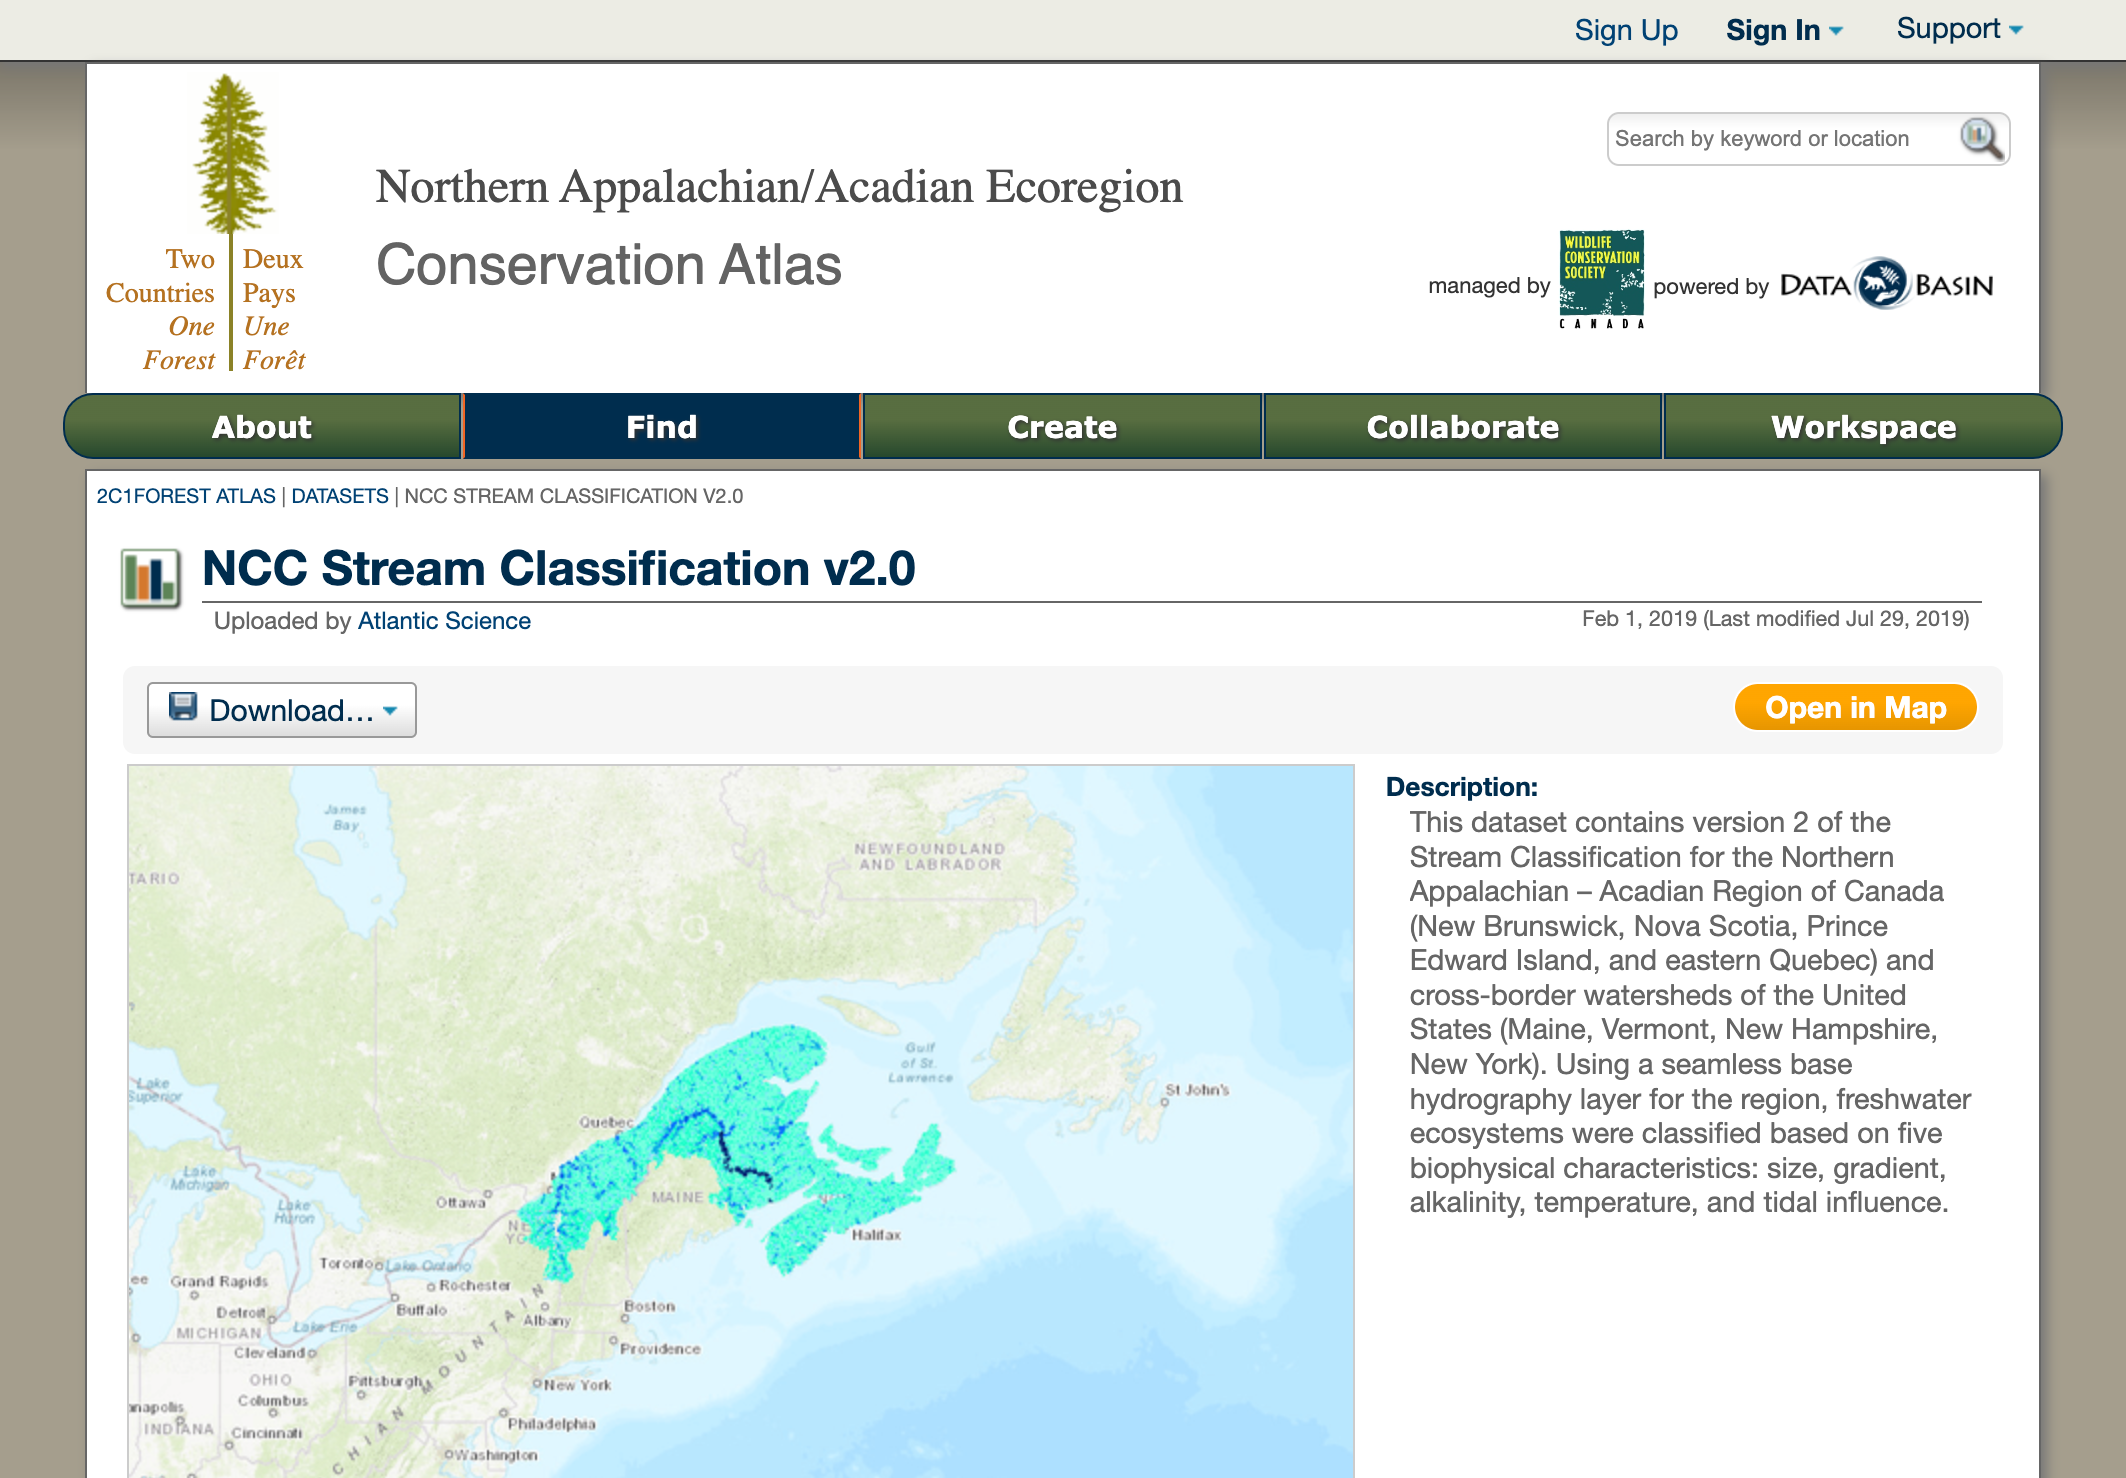 Sign Up Sign In Support
Search by keyword or location
Northern Appalachian/Acadian Ecoregion
Conservation Atlas
Two Countries One Forest
Deux Pays Une Forêt
managed by WILDLIFE CONSERVATION SOCIETY CANADA powered by DATA BASIN
About Find Create Collaborate Workspace
2C1FOREST ATLAS | DATASETS | NCC STREAM CLASSIFICATION V2.0
NCC Stream Classification v2.0
Uploaded by Atlantic Science
Feb 1, 2019 (Last modified Jul 29, 2019)
Download...
Open in Map
Description:
This dataset contains version 2 of the
Stream Classification for the Northern
Appalachian – Acadian Region of Canada
(New Brunswick, Nova Scotia, Prince
Edward Island, and eastern Quebec) and
cross-border watersheds of the United
States (Maine, Vermont, New Hampshire,
New York). Using a seamless base
hydrography layer for the region, freshwater
ecosystems were classified based on five
biophysical characteristics: size, gradient,
alkalinity, temperature, and tidal influence.
James
Bay
NEWFOUNDLAND
AND LABRADOR
TARIO
Gulf
of St.
Lawrence
St John's
Lake
Superior
Quebec
Lake
Michigan
Ottawa
MAINE
Lake
Huron
NE
YO
Halifax
Toronto
Lake Ontario
Rochester
ee
Grand Rapids
Buffalo
Boston
Detroit
Albany
MICHIGAN
Lake Erie
Providence
Cleveland
OHIO
Pittsburgh
New York
Columbus
anapolis
Philadelphia
INDIANA
Cincinnati
CHIAN MOUNTAIN
Washington